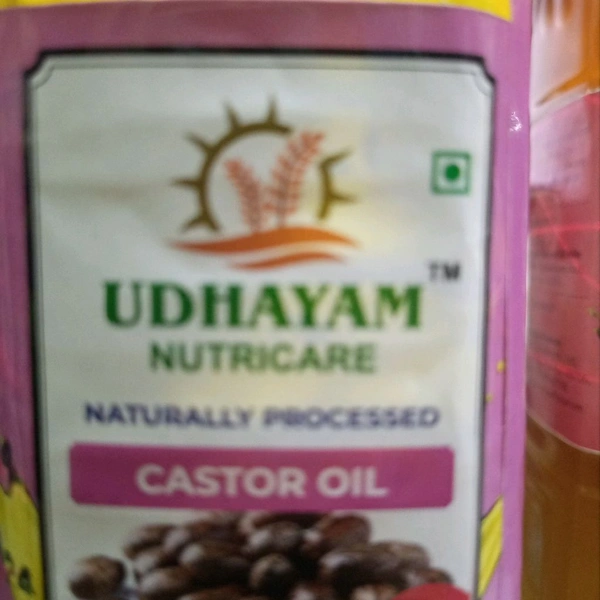 TM
UDHAYAM
NUTRICARE
NATURALLY PROCESSED
CASTOR OIL